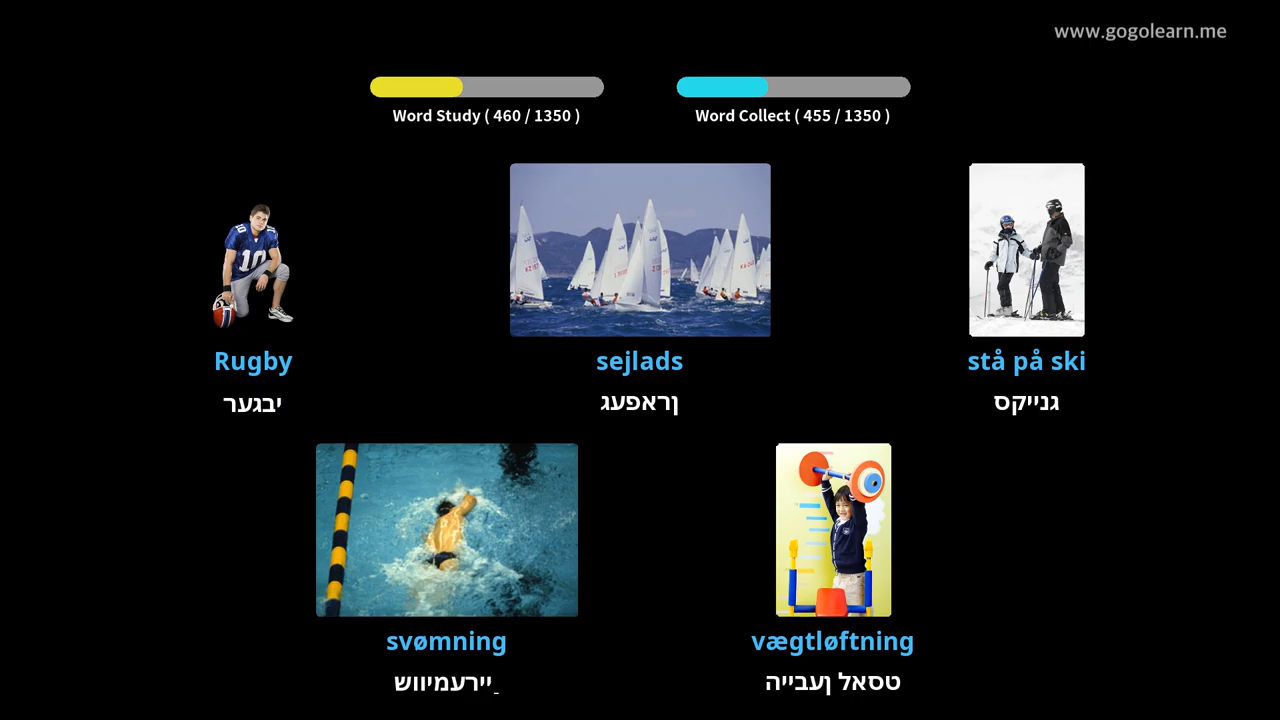 www.gogolearn.me
Word Study ( 460 / 1350 )
Word Collect ( 455 / 1350 )
Rugby
sejlads
stå på ski
יבגער
ןראפעג
גנייקס
svømning
vægtløftning
ַיירעמיווש
טסאל ןעבייה